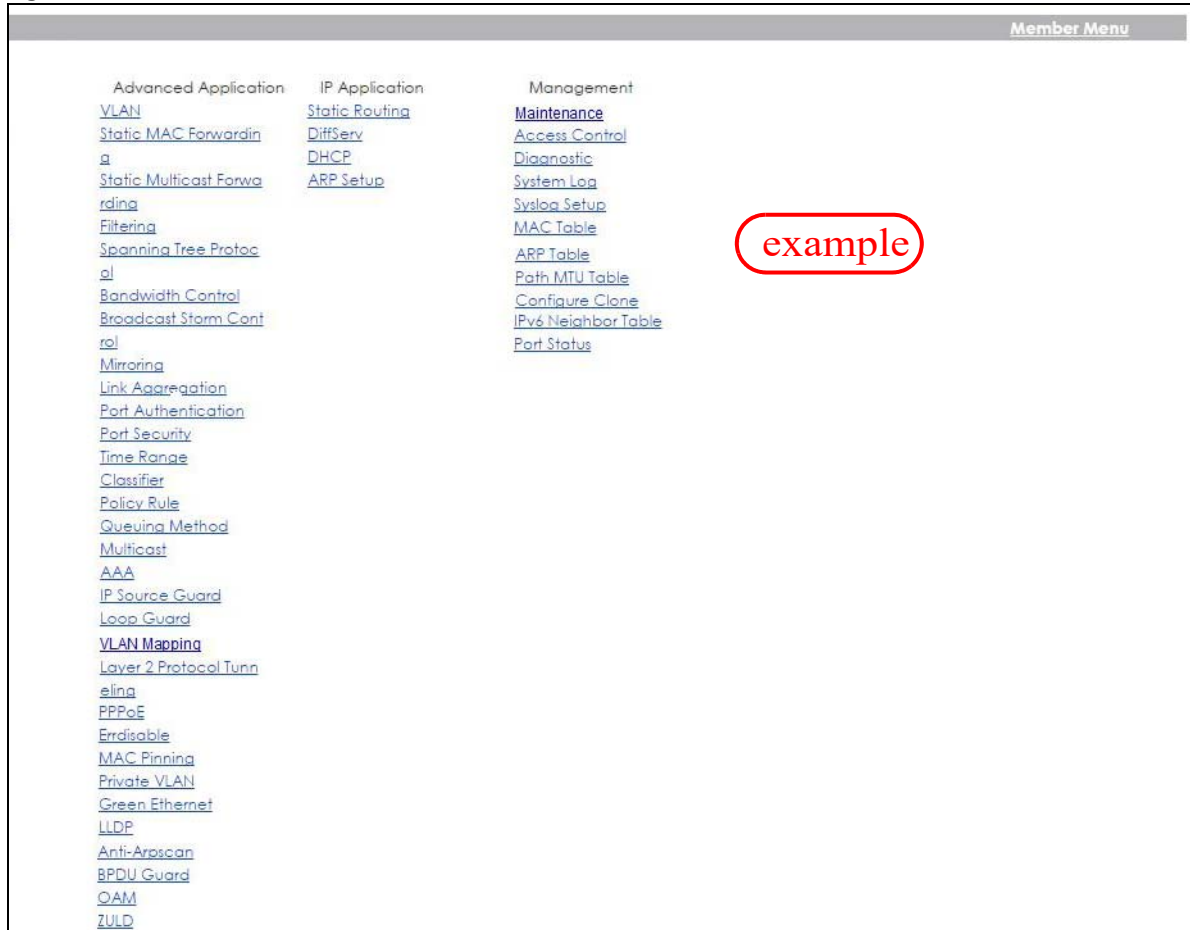 Member Menu
Advanced Application
VLAN
Static MAC Forwardin
g
Static Multicast Forwa
rding
Filtering
Spanning Tree Protoc
ol
Bandwidth Control
Broadcast Storm Cont
rol
Mirroring
Link Aggregation
Port Authentication
Port Security
Time Range
Classifier
Policy Rule
Queuing Method
Multicast
AAA
IP Source Guard
Loop Guard
VLAN Mapping
Layer 2 Protocol Tunn
eling
PPPoE
Errdisable
MAC Pinning
Private VLAN
Green Ethernet
LLDP
Anti-Arpscan
BPDU Guard
OAM
ZULD
IP Application
Static Routing
DiffServ
DHCP
ARP Setup
Management
Maintenance
Access Control
Diagnostic
System Log
Syslog Setup
MAC Table
ARP Table
Path MTU Table
Configure Clone
IPv6 Neighbor Table
Port Status
example